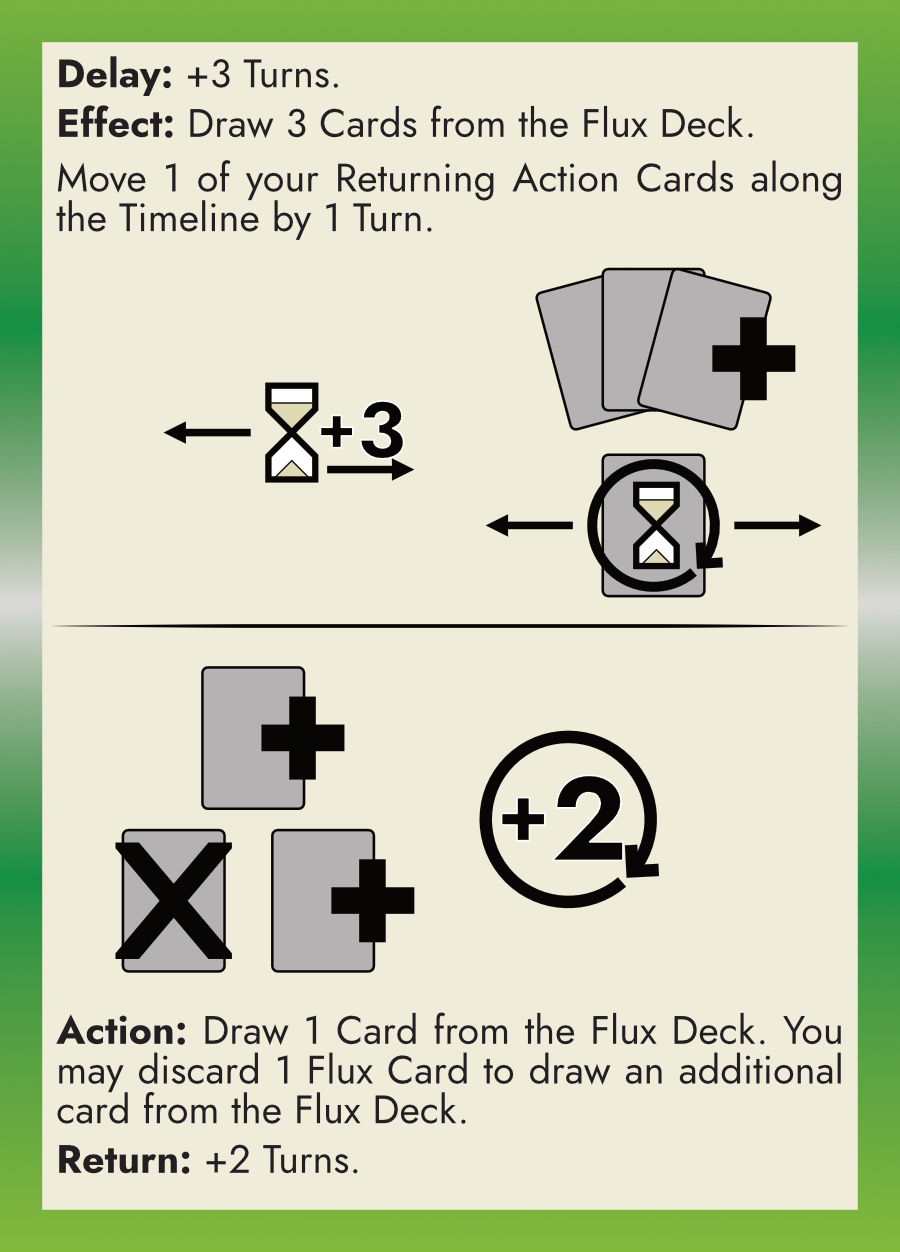 Delay: +3 Turns.
Effect: Draw 3 Cards from the Flux Deck.
Move 1 of your Returning Action Cards along
the Timeline by 1 Turn.
+3
+2
Action: Draw 1 Card from the Flux Deck. You
may discard 1 Flux Card to draw an additional
card from the Flux Deck.
Return: +2 Turns.